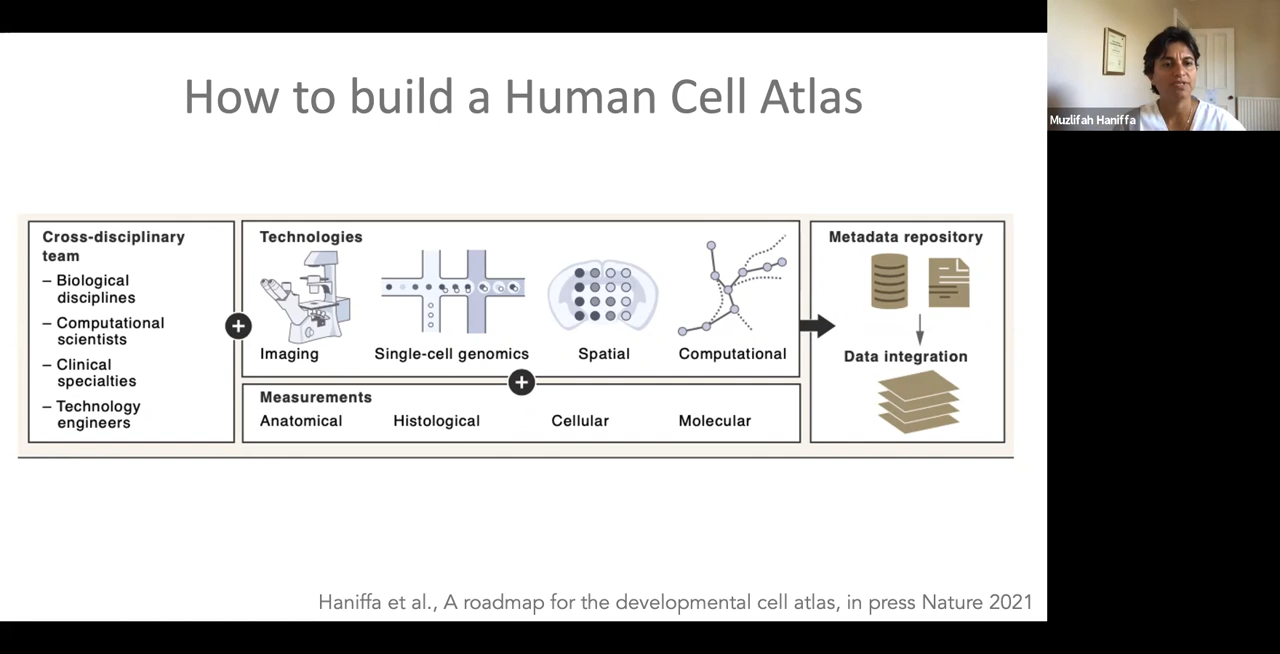 How to build a Human Cell Atlas
Muzlifah Haniffa
Cross-disciplinary
team
– Biological
disciplines
– Computational
scientists
– Clinical
specialties
– Technology
engineers
+
Technologies
Imaging
Single-cell genomics
Spatial
Computational
+
Measurements
Anatomical
Histological
Cellular
Molecular
Metadata repository
Data integration
Haniffa et al., A roadmap for the developmental cell atlas, in press Nature 2021